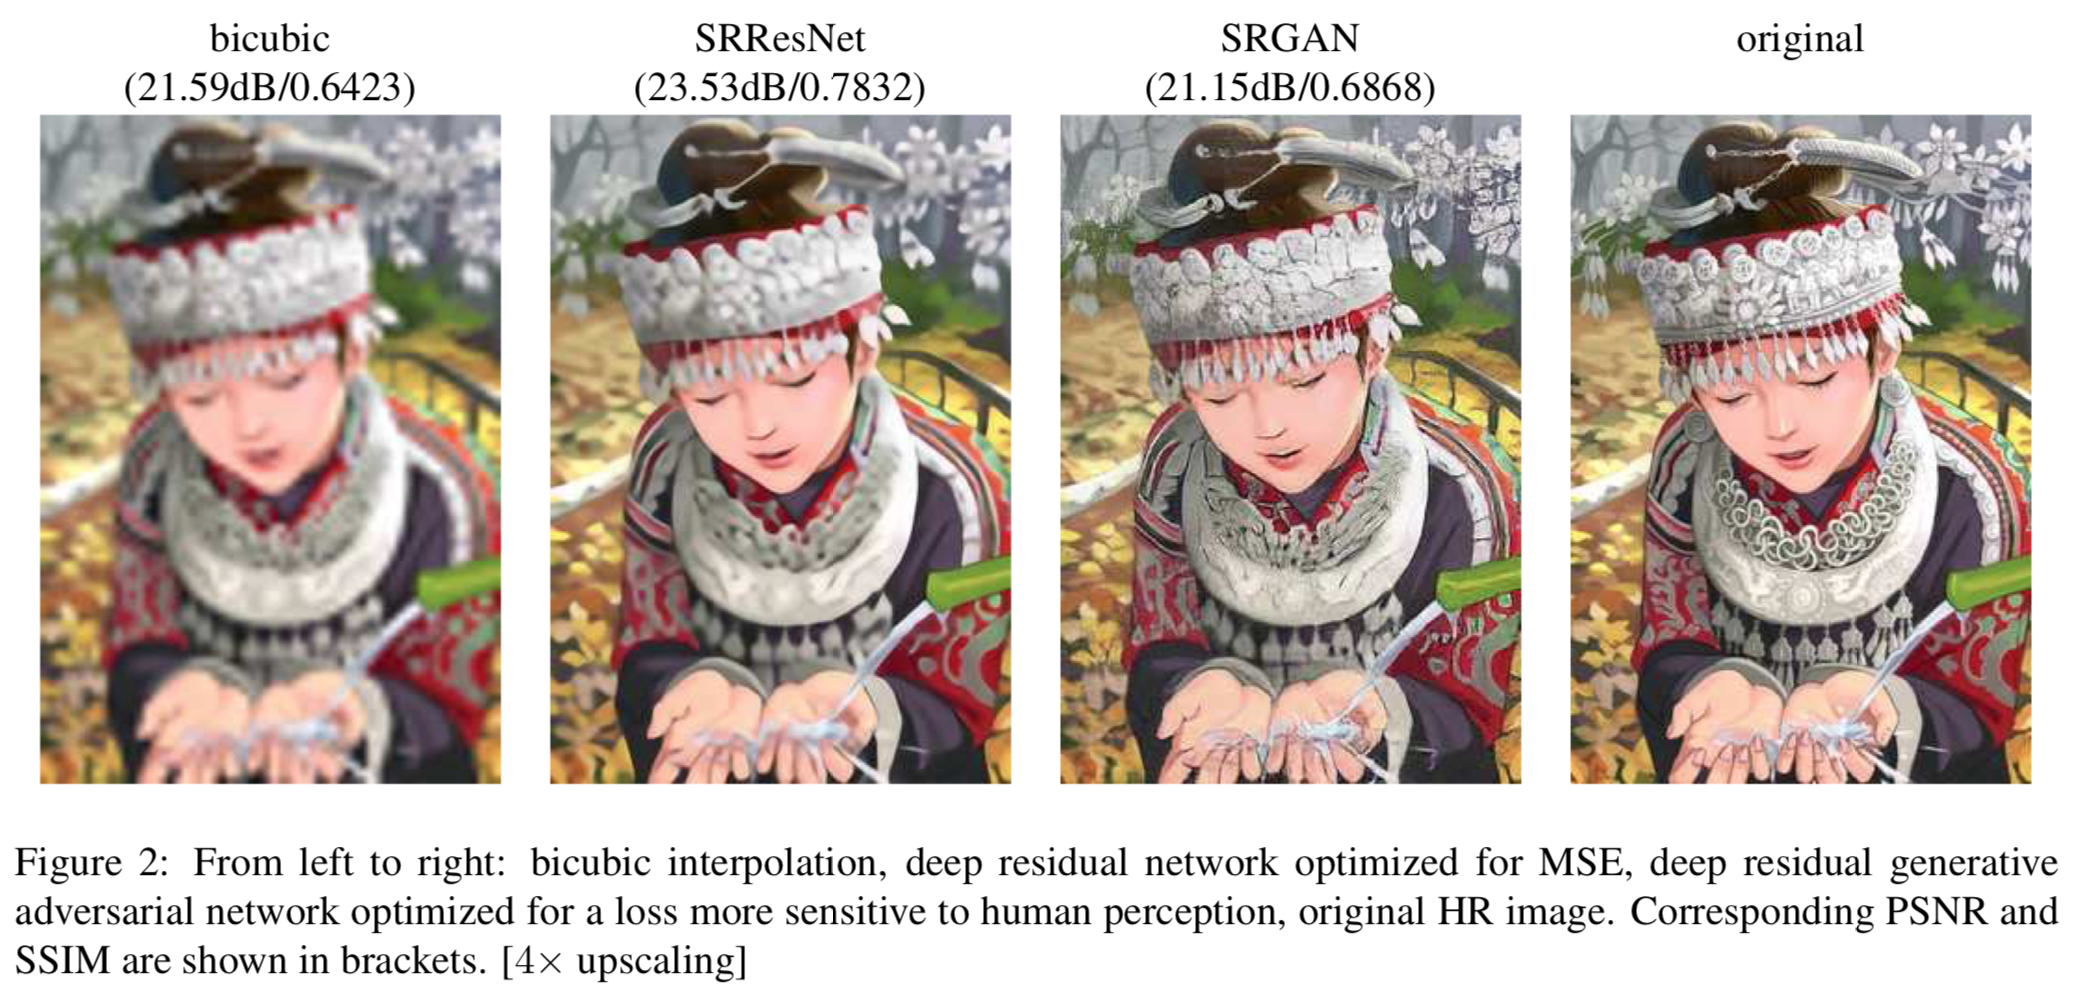 bicubic
(21.59dB/0.6423)
SRResNet
(23.53dB/0.7832)
SRGAN
(21.15dB/0.6868)
original
Figure 2: From left to right: bicubic interpolation, deep residual network optimized for MSE, deep residual generative
adversarial network optimized for a loss more sensitive to human perception, original HR image. Corresponding PSNR and
SSIM are shown in brackets. [4× upscaling]